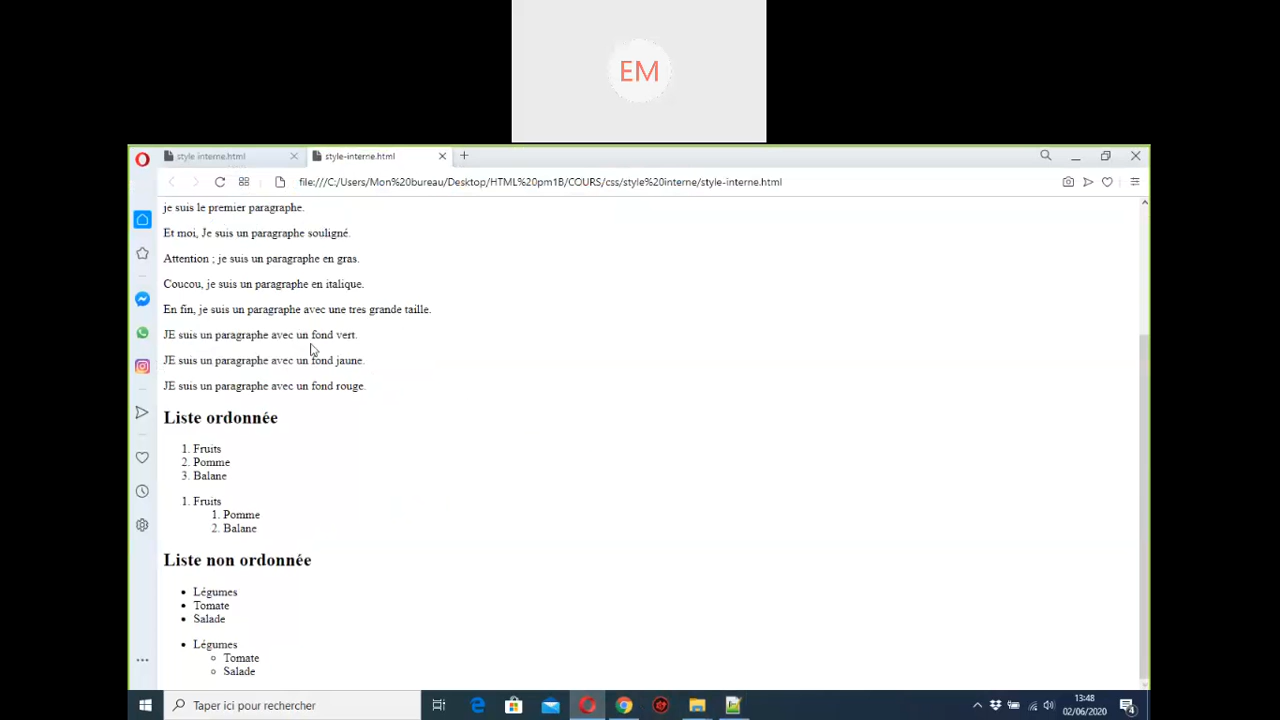 EM
style interne.html
style-interne.html
file:///C:/Users/Mon%20bureau/Desktop/HTML%20pm1B/COURS/css/style%20interne/style-interne.html
je suis le premier paragraphe.
Et moi, Je suis un paragraphe souligné.
Attention ; je suis un paragraphe en gras.
Coucou, je suis un paragraphe en italique.
En fin, je suis un paragraphe avec une tres grande taille.
JE suis un paragraphe avec un fond vert.
JE suis un paragraphe avec un fond jaune.
JE suis un paragraphe avec un fond rouge.
Liste ordonnée
1. Fruits
2. Pomme
3. Balane
1. Fruits
1. Pomme
2. Balane
Liste non ordonnée
• Légumes
• Tomate
• Salade
• Légumes
◦ Tomate
◦ Salade
Taper ici pour rechercher
13:48
02/06/2020
4